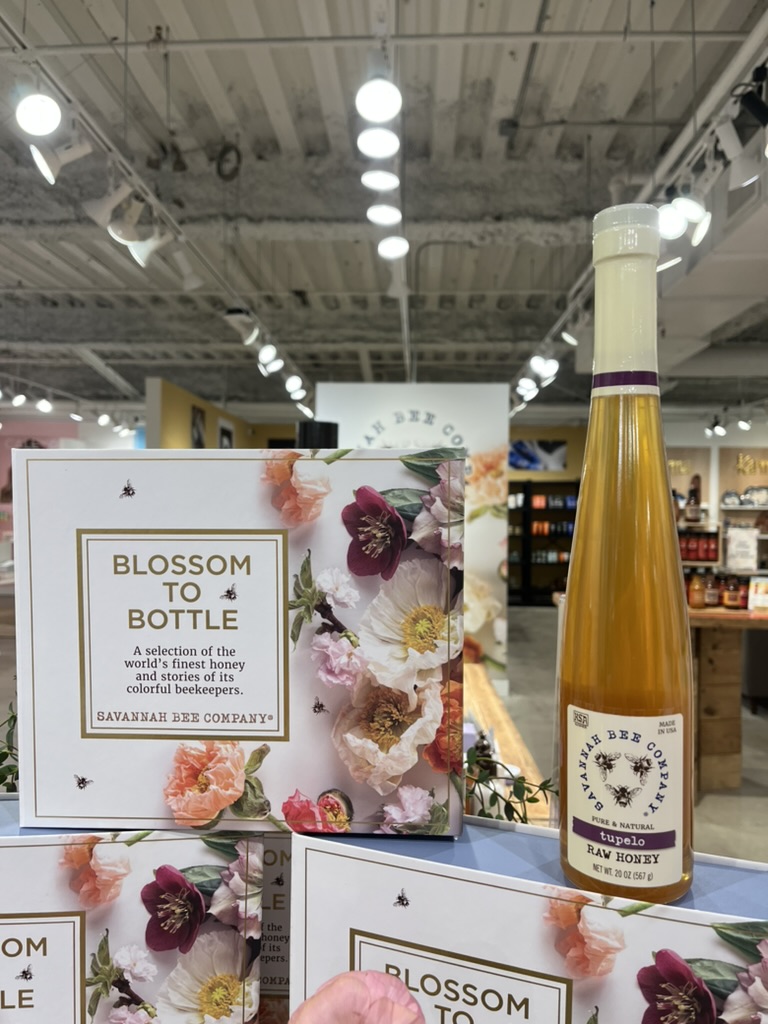 BLOSSOM
TO
BOTTLE
A selection of the
world's finest honey
and stories of its
colorful beekeepers.
SAVANNAH BEE COMPANY®
MADE
IN USA
SAVANNAH BEE COMPANY®
PURE & NATURAL
tupelo
RAW HONEY
NET WT. 20 OZ (567 g)
BLOSSOM
TO